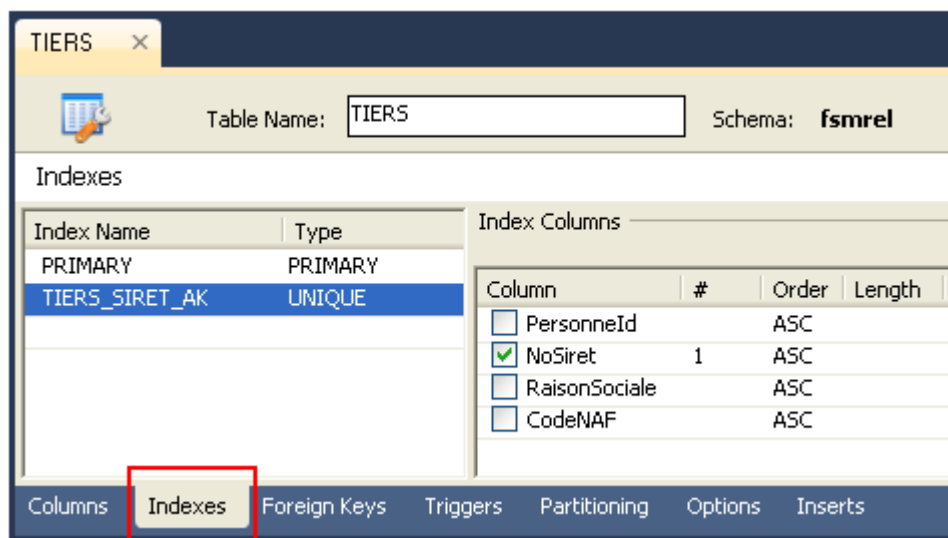 TIERS ×
Table Name: TIERS Schema: fsmrel
Indexes
Index Name Type
PRIMARY PRIMARY
TIERS_SIRET_AK UNIQUE
Index Columns
Column # Order Length
PersonneId ASC
NoSiret 1 ASC
RaisonSociale ASC
CodeNAF ASC
Columns Indexes Foreign Keys Triggers Partitioning Options Inserts